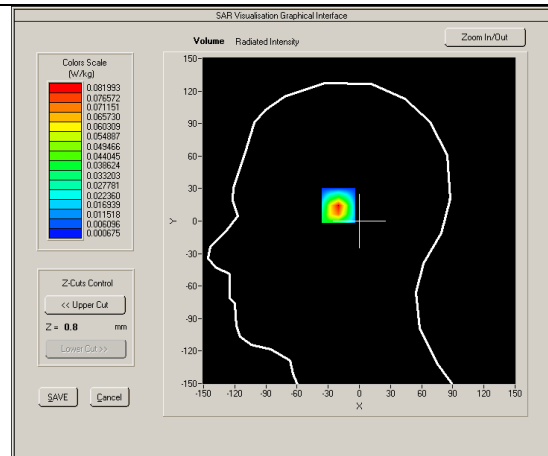 SAR Visualisation Graphical Interface
Volume Radiated Intensity
Zoom In/Out
Colors Scale
(W/kg)
0.081993
0.076572
0.071151
0.065730
0.060309
0.054887
0.049466
0.044045
0.038624
0.033203
0.027781
0.022360
0.016939
0.011518
0.006096
0.000675
Z-Cuts Control
<< Upper Cut
Z = 0.8 mm
Lower Cut >>
SAVE Cancel
150
120
90
60
30
Y 0
-30
-60
-90
-120
-150
-150 -120 -90 -60 -30 0 30 60 90 120 150
X